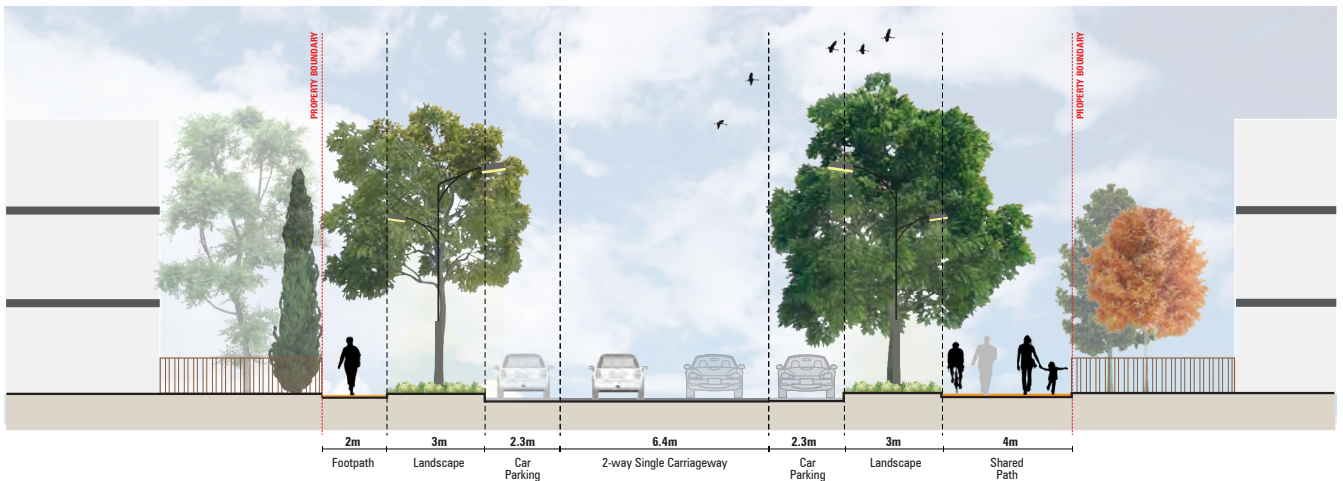 PROPERTY BOUNDARY
PROPERTY BOUNDARY
2m
3m
2.3m
6.4m
2.3m
3m
4m
Footpath
Landscape
Car
Parking
2-way Single Carriageway
Car
Parking
Landscape
Shared
Path